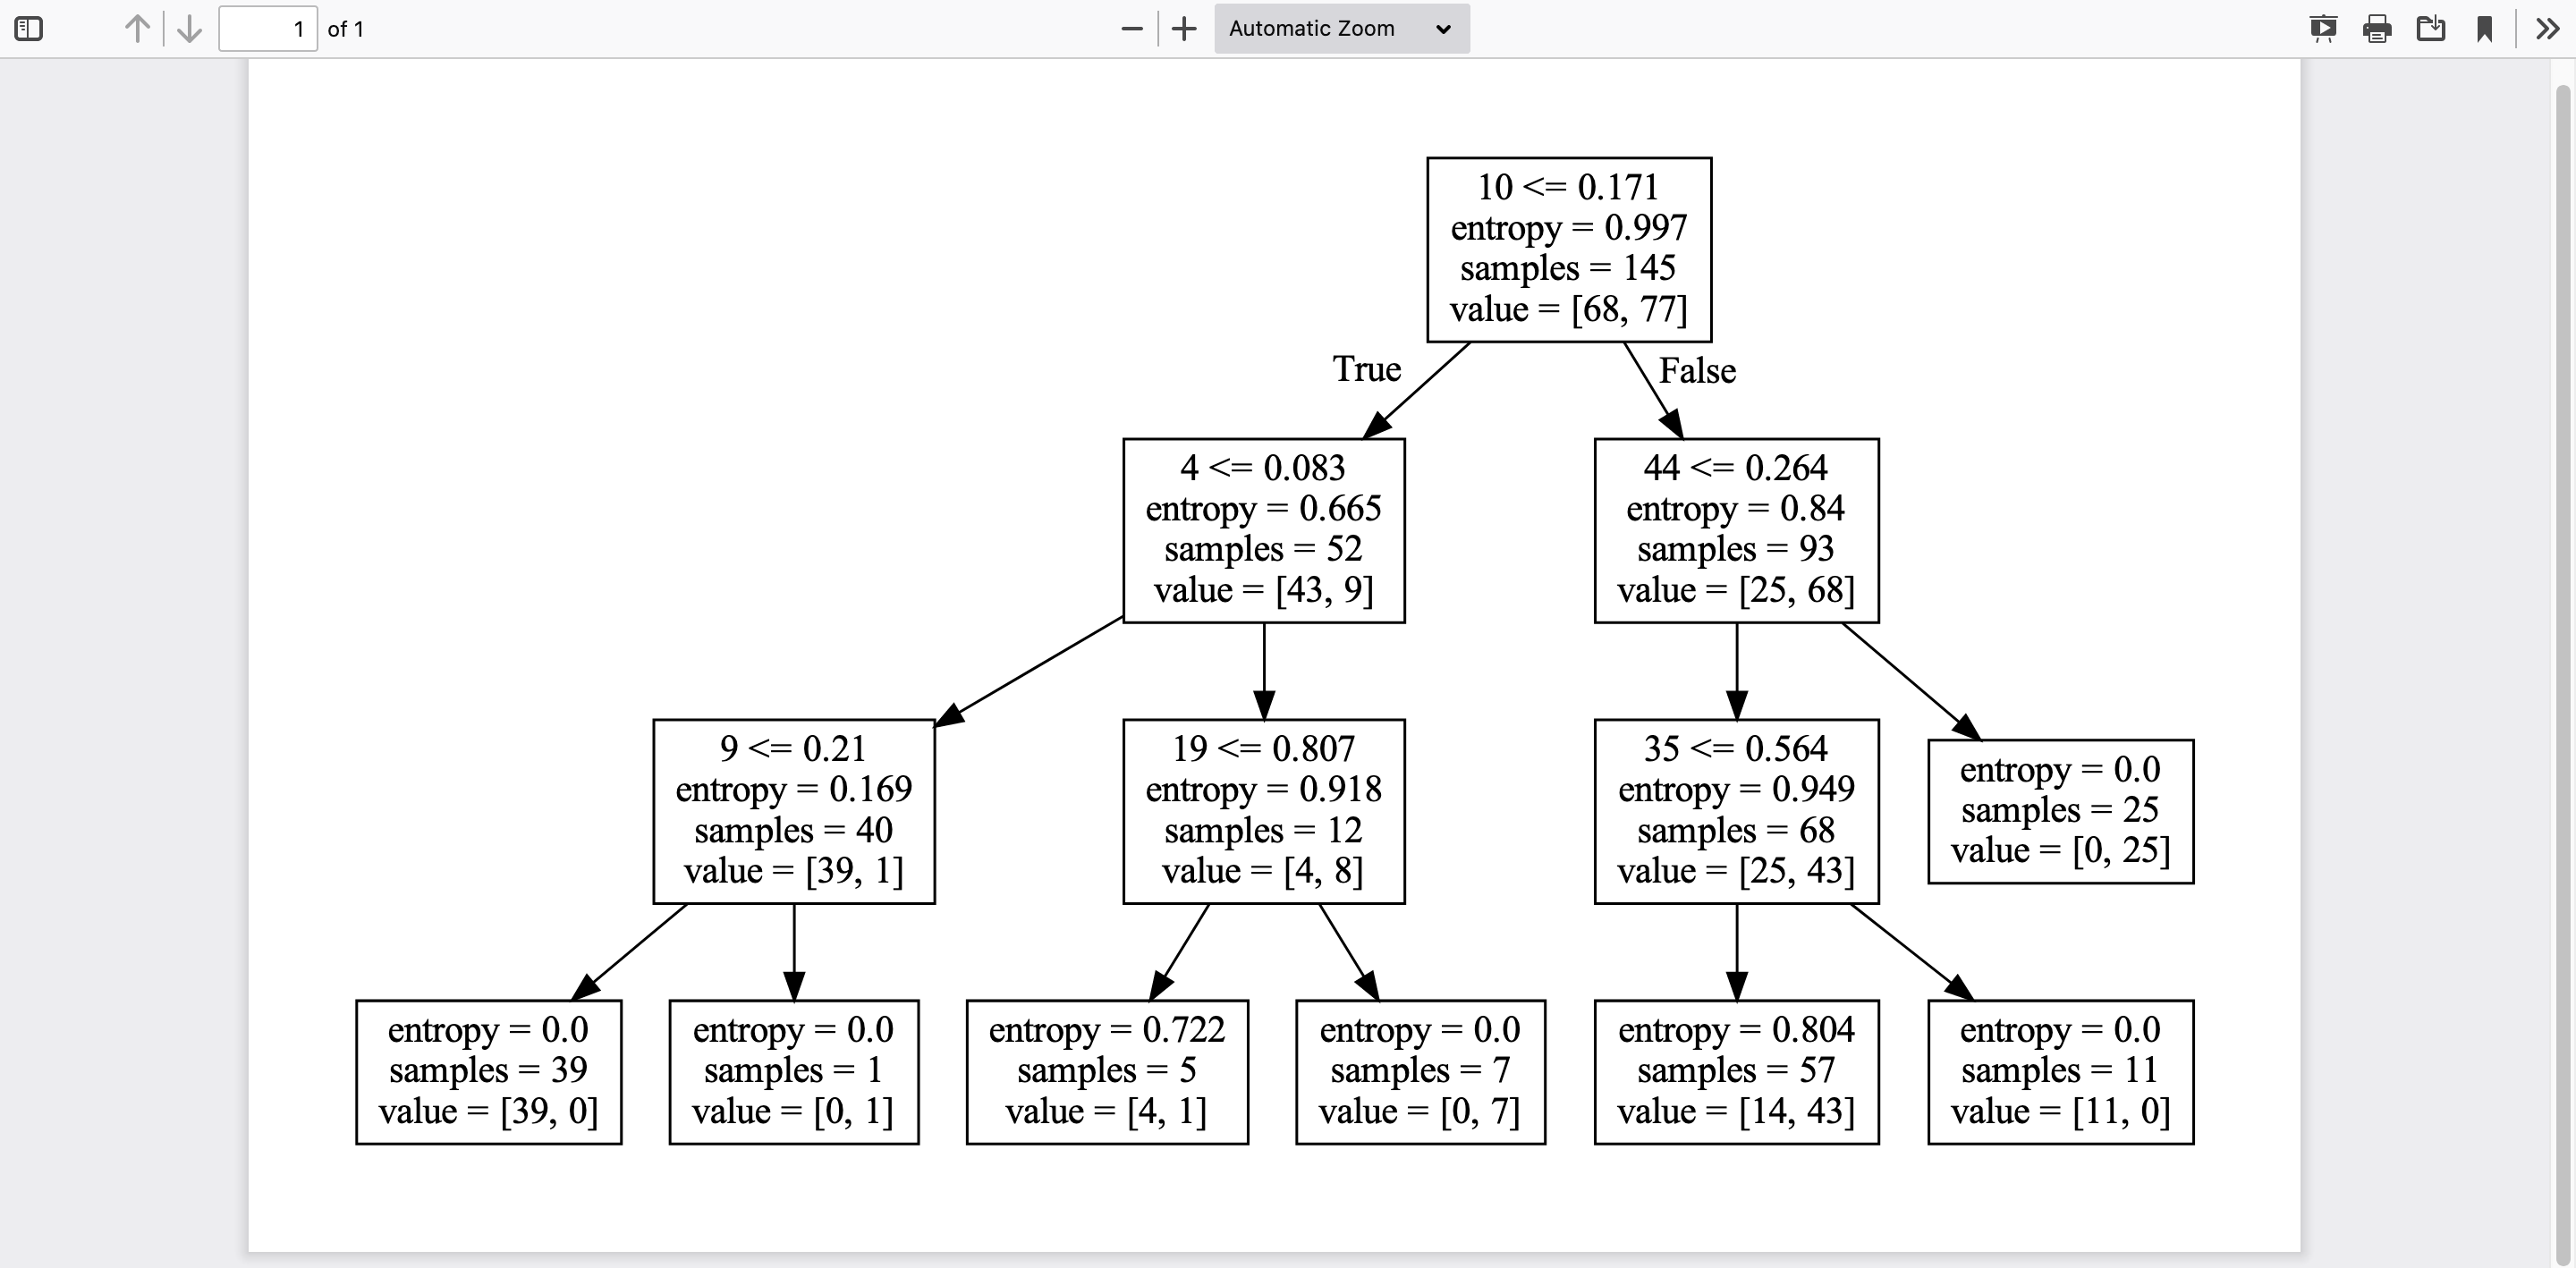 1 of 1
Automatic Zoom
10 <= 0.171
entropy = 0.997
samples = 145
value = [68, 77]
True
False
4 <= 0.083
entropy = 0.665
samples = 52
value = [43, 9]
44 <= 0.264
entropy = 0.84
samples = 93
value = [25, 68]
9 <= 0.21
entropy = 0.169
samples = 40
value = [39, 1]
19 <= 0.807
entropy = 0.918
samples = 12
value = [4, 8]
35 <= 0.564
entropy = 0.949
samples = 68
value = [25, 43]
entropy = 0.0
samples = 25
value = [0, 25]
entropy = 0.0
samples = 39
value = [39, 0]
entropy = 0.0
samples = 1
value = [0, 1]
entropy = 0.722
samples = 5
value = [4, 1]
entropy = 0.0
samples = 7
value = [0, 7]
entropy = 0.804
samples = 57
value = [14, 43]
entropy = 0.0
samples = 11
value = [11, 0]